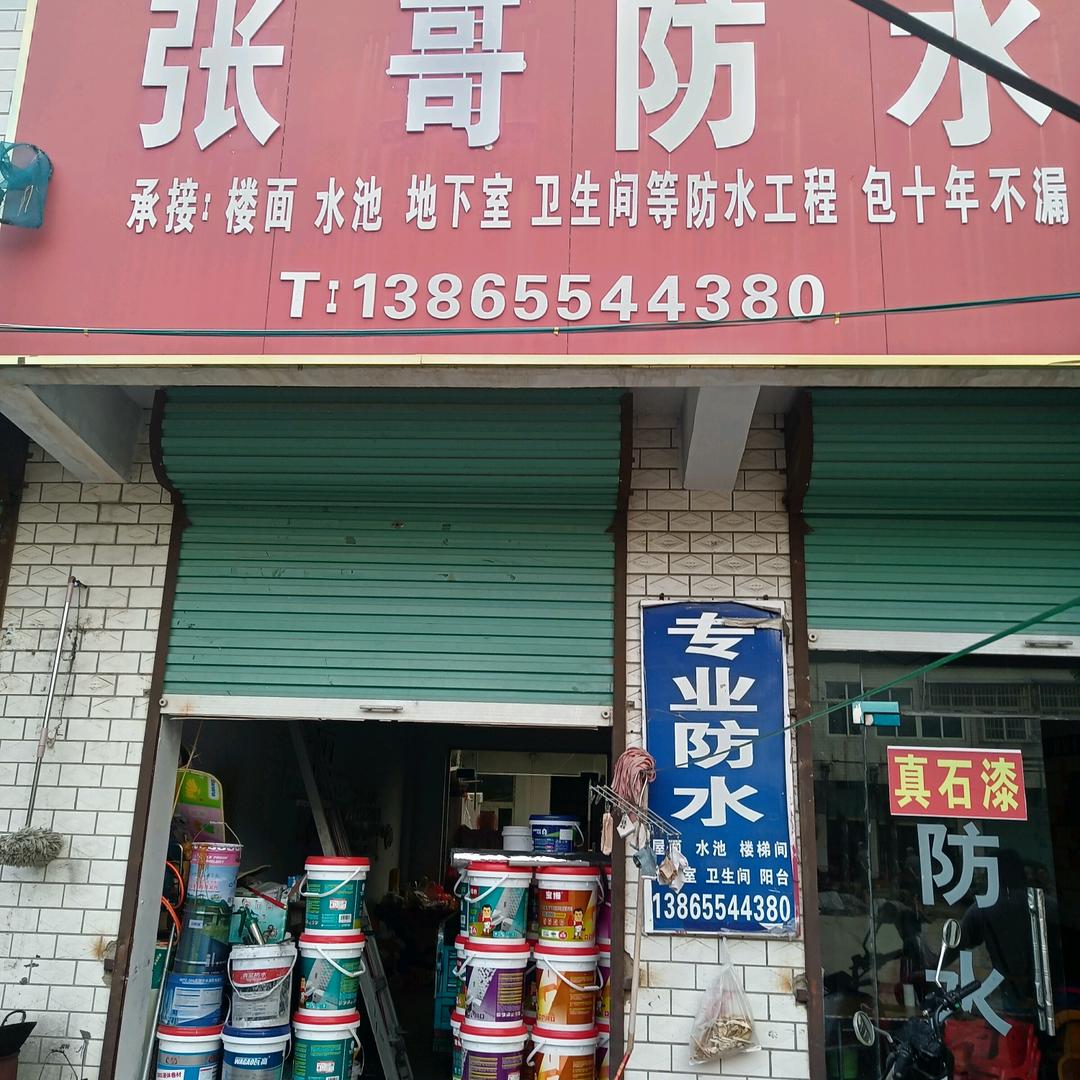 张哥防水
承接：楼面 水池 地下室 卫生间等防水工程 包十年不漏
T:13865544380
专业防水
屋面 水池 楼梯间
室 卫生间 阳台
13865544380
真石漆
防水